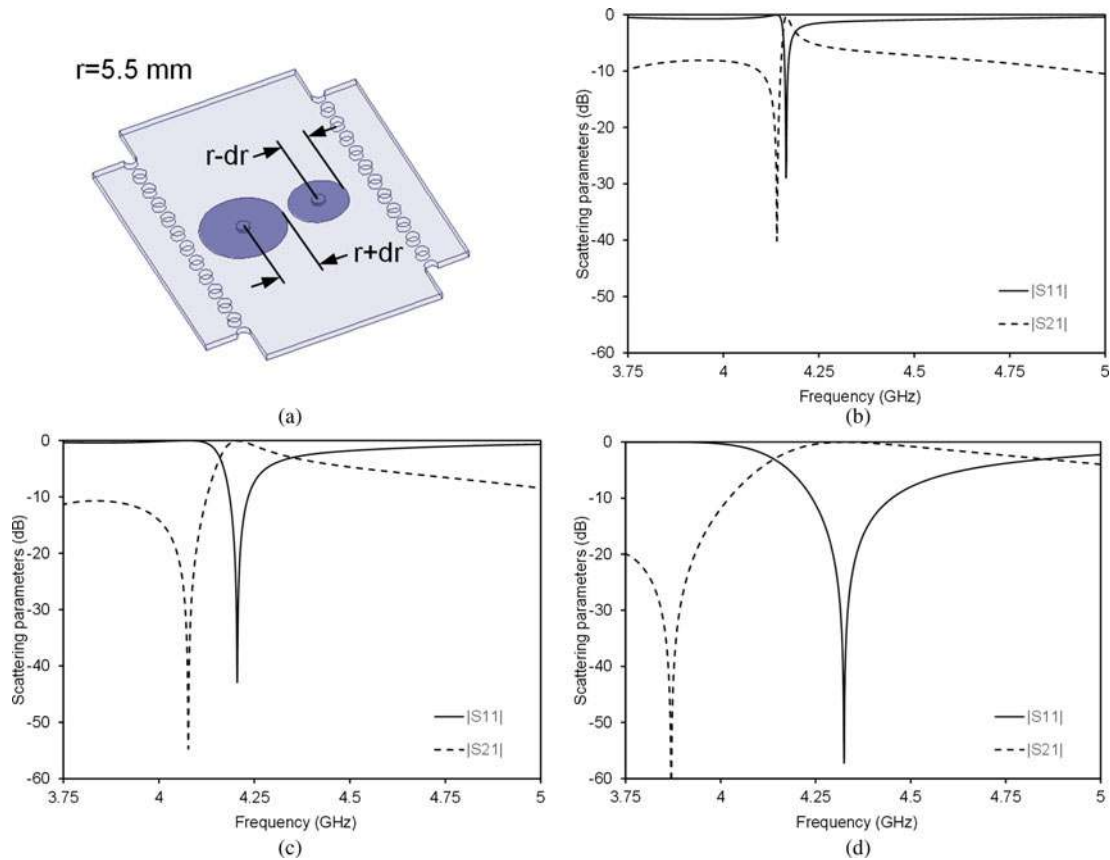 r=5.5 mm
r-dr
r+dr
(a)
Scattering parameters (dB)
0
-10
-20
-30
-40
-50
-60
|S11|
|S21|
3.75
4
4.25
4.5
4.75
5
Frequency (GHz)
(b)
Scattering parameters (dB)
0
-10
-20
-30
-40
-50
-60
|S11|
|S21|
3.75
4
4.25
4.5
4.75
5
Frequency (GHz)
(c)
Scattering parameters (dB)
0
-10
-20
-30
-40
-50
-60
|S11|
|S21|
3.75
4
4.25
4.5
4.75
5
Frequency (GHz)
(d)